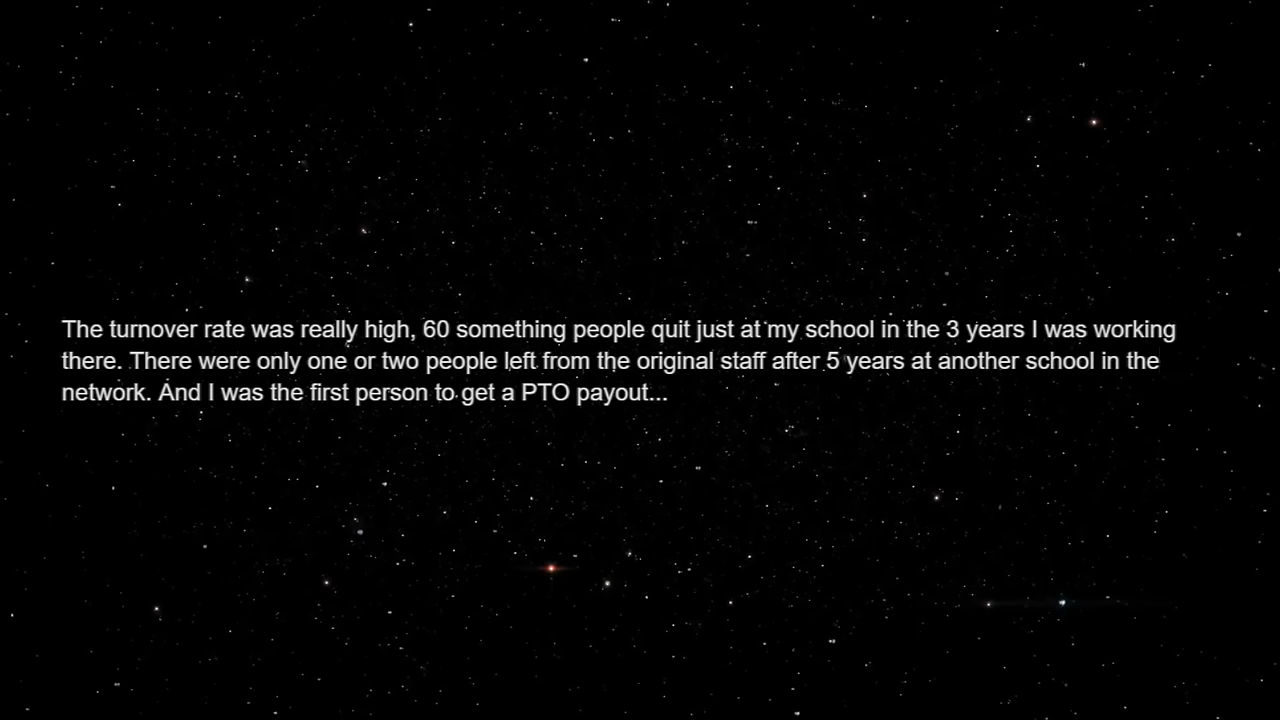 The turnover rate was really high, 60 something people quit just at my school in the 3 years I was working
there. There were only one or two people left from the original staff after 5 years at another school in the
network. And I was the first person to get a PTO payout...